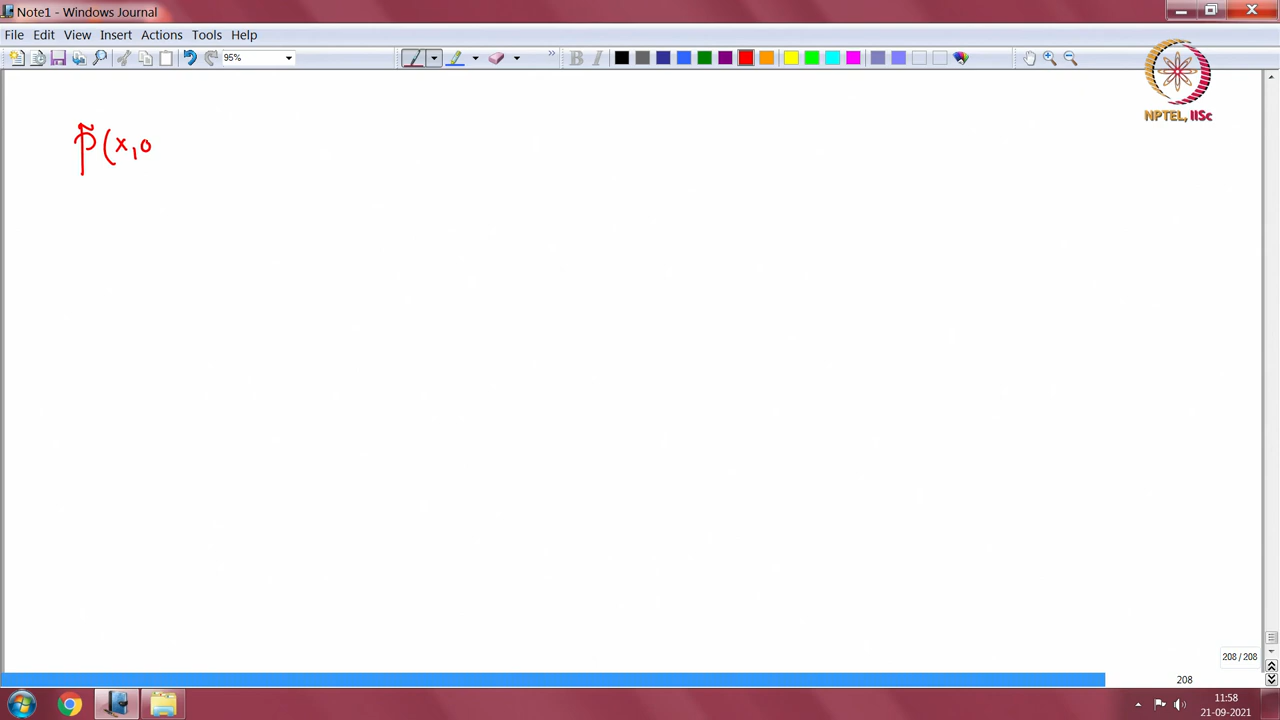 Note1 - Windows Journal
File Edit View Insert Actions Tools Help
95%
B I
NPTEL, IISc
p̃(x,0
208 / 208
208
11:58
21-09-2021